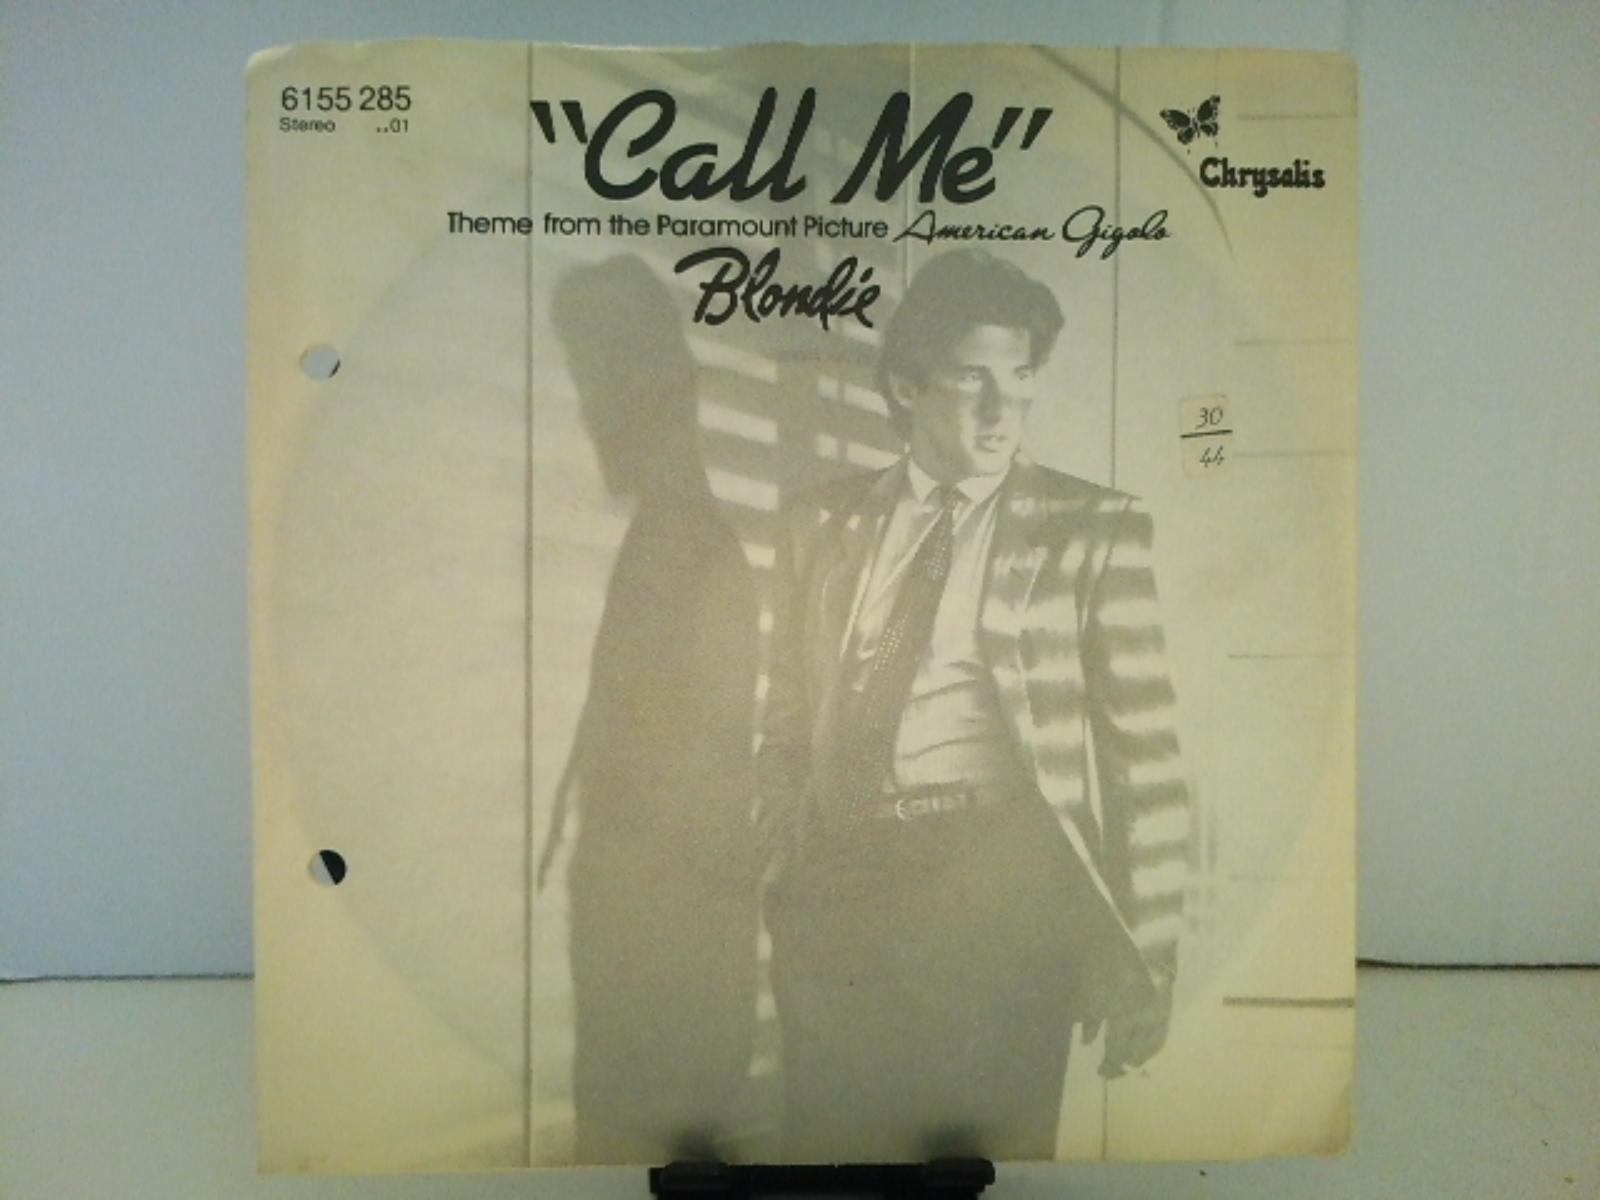 6155 285
Stereo ..01
"Call Me"
Chrysalis
Theme from the Paramount Picture American Gigolo
Blondie
30
44